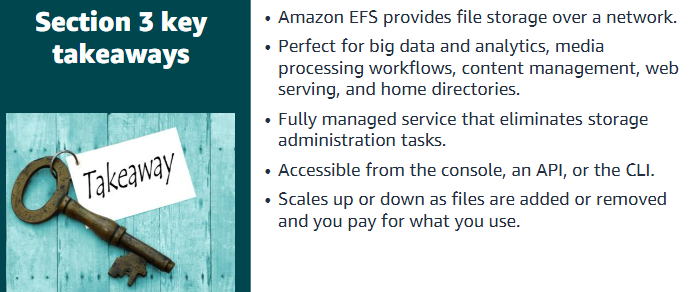 Section 3 key
takeaways
Takeaway
• Amazon EFS provides file storage over a network.
• Perfect for big data and analytics, media
processing workflows, content management, web
serving, and home directories.
• Fully managed service that eliminates storage
administration tasks.
• Accessible from the console, an API, or the CLI.
• Scales up or down as files are added or removed
and you pay for what you use.